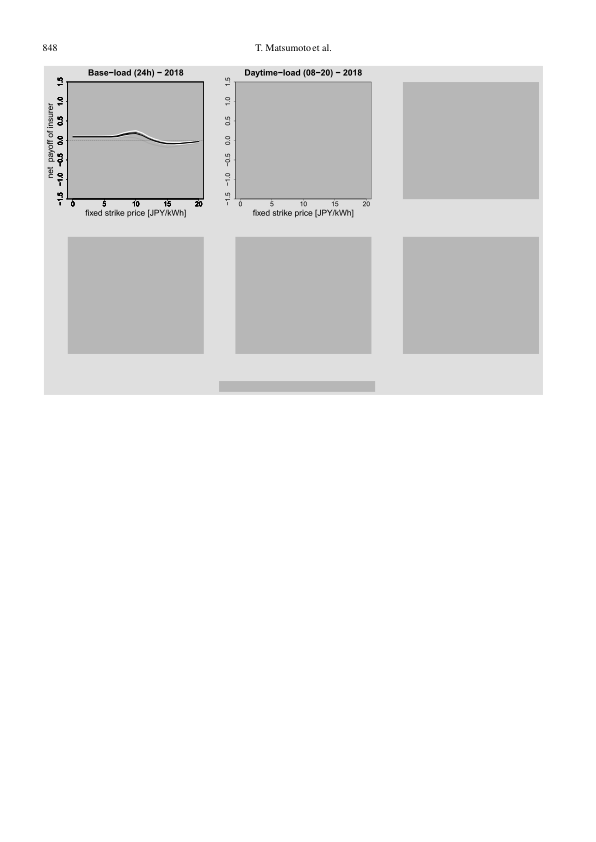 848
T. Matsumoto et al.
Base−load (24h) − 2018
Daytime−load (08−20) − 2018
net payoff of insurer
1.5
1.0
0.5
0.0
−0.5
−1.0
−1.5
0 5 10 15 20
fixed strike price [JPY/kWh]
1.5
1.0
0.5
0.0
−0.5
−1.0
−1.5
0 5 10 15 20
fixed strike price [JPY/kWh]